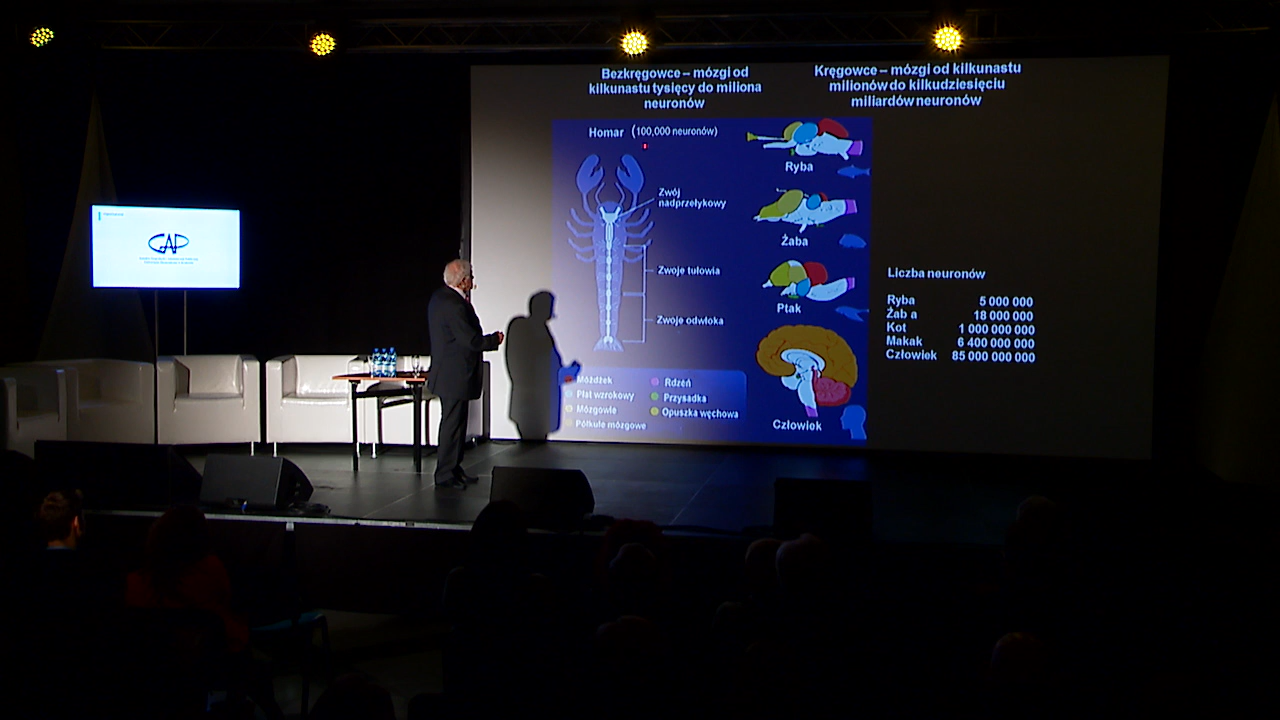 CAP
Bezkręgowce – mózgi od
kilkunastu tysięcy do miliona
neuronów
Kręgowce – mózgi od kilkunastu
milionów do kilkudziesięciu
miliardów neuronów
Homar (100,000 neuronów)
Zwój
nadprzełykowy
Zwoje tułowia
Zwoje odwłoka
Ryba
Żaba
Ptak
Człowiek
Móżdżek
Płat wzrokowy
Mózgowie
Półkule mózgowe
Rdzeń
Przysadka
Opuszka węchowa
Liczba neuronów
Ryba 5 000 000
Żab a 18 000 000
Kot 1 000 000 000
Makak 6 400 000 000
Człowiek 85 000 000 000